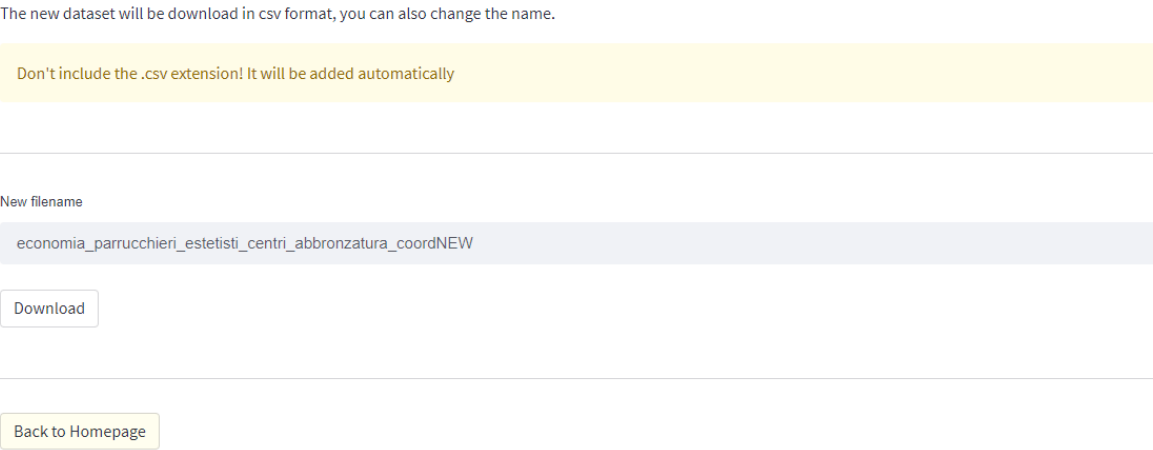 The new dataset will be download in csv format, you can also change the name.
Don't include the .csv extension! It will be added automatically
New filename
economia_parrucchieri_estetisti_centri_abbronzatura_coordNEW
Download
Back to Homepage